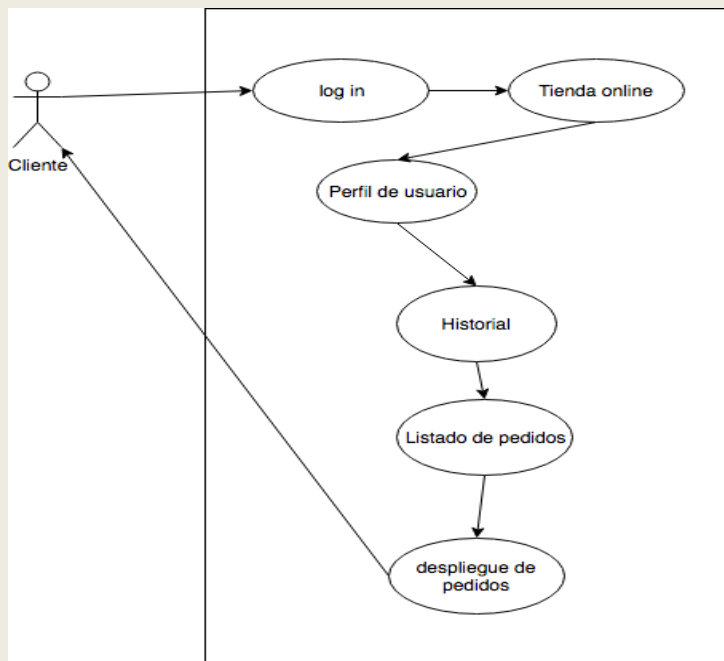 log in
Tienda online
Cliente
Perfil de usuario
Historial
Listado de pedidos
despliegue de
pedidos